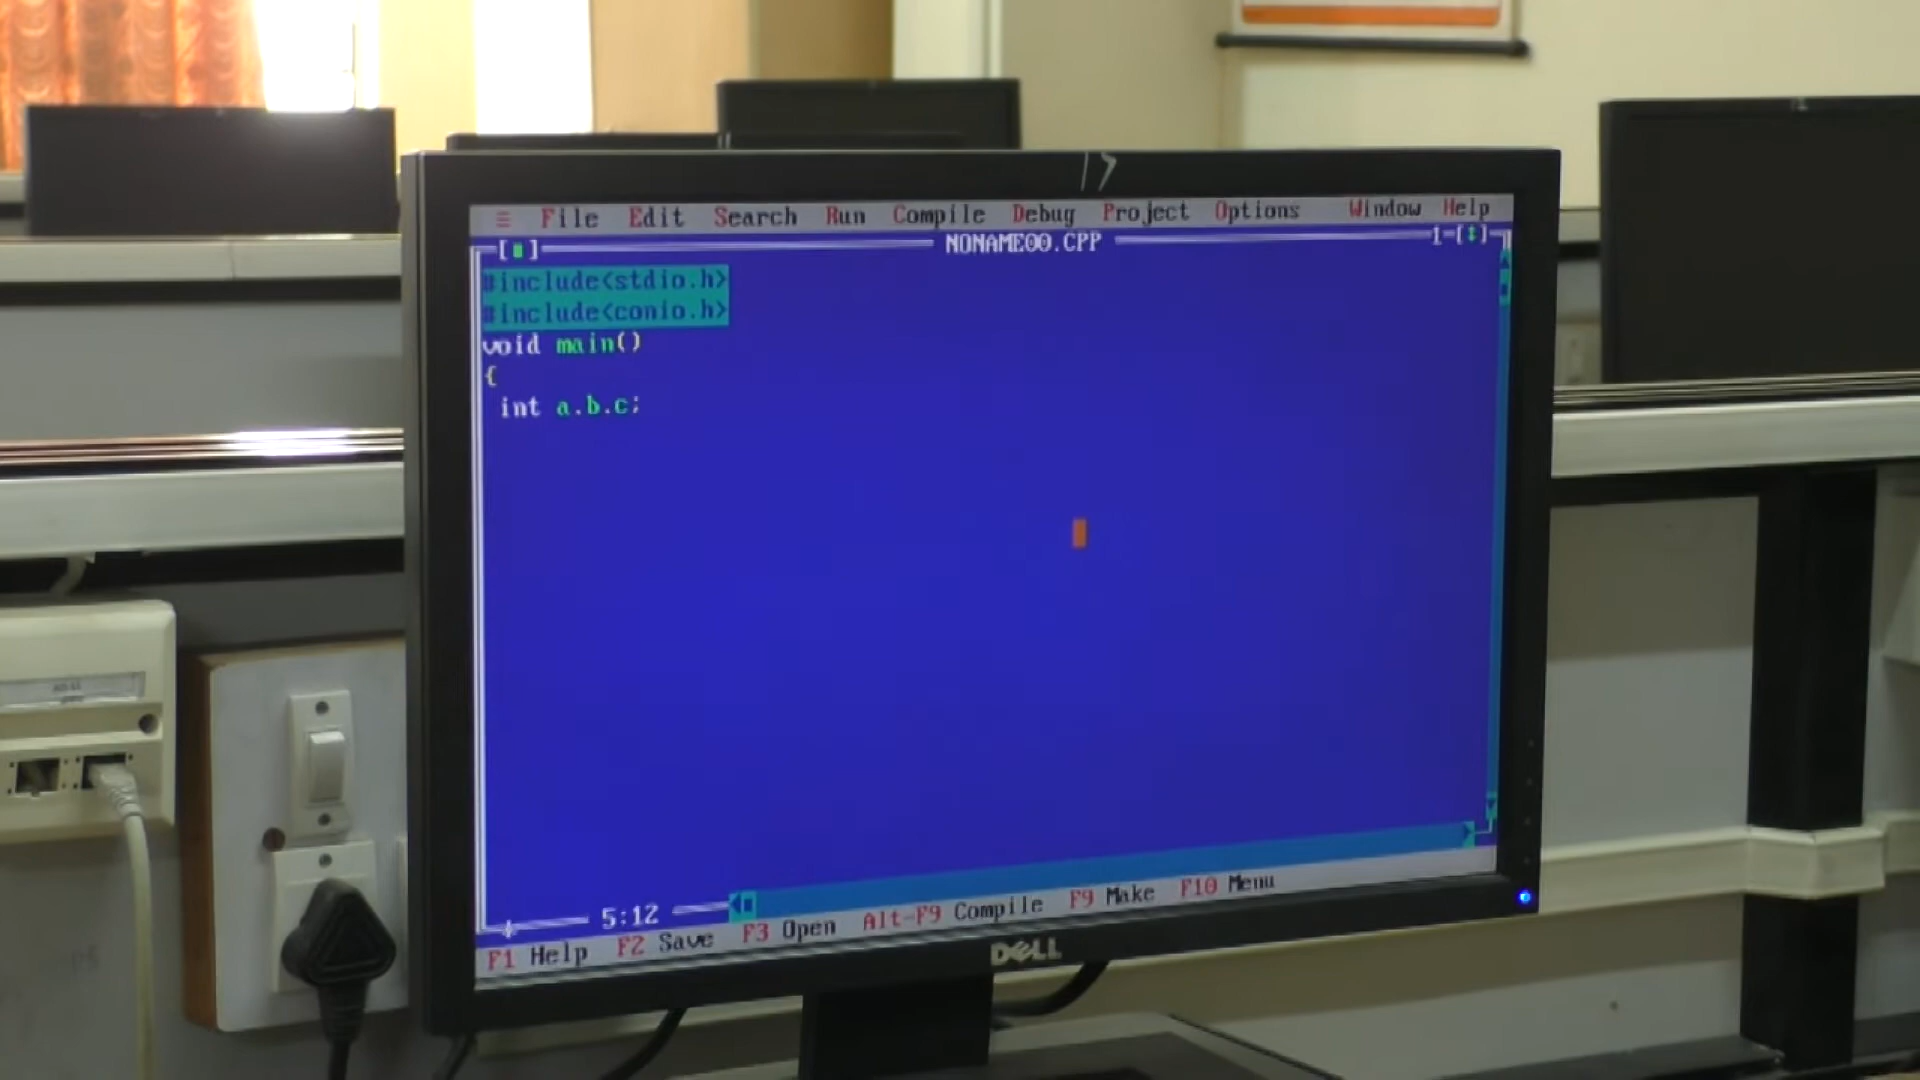 17
≡ File Edit Search Run Compile Debug Project Options Window Help
[■] NONAME00.CPP 1=[↕]
#include<stdio.h>
#include<conio.h>
void main()
{
int a.b.c;
5:12
F1 Help F2 Save F3 Open Alt-F9 Compile F9 Make F10 Menu
DELL